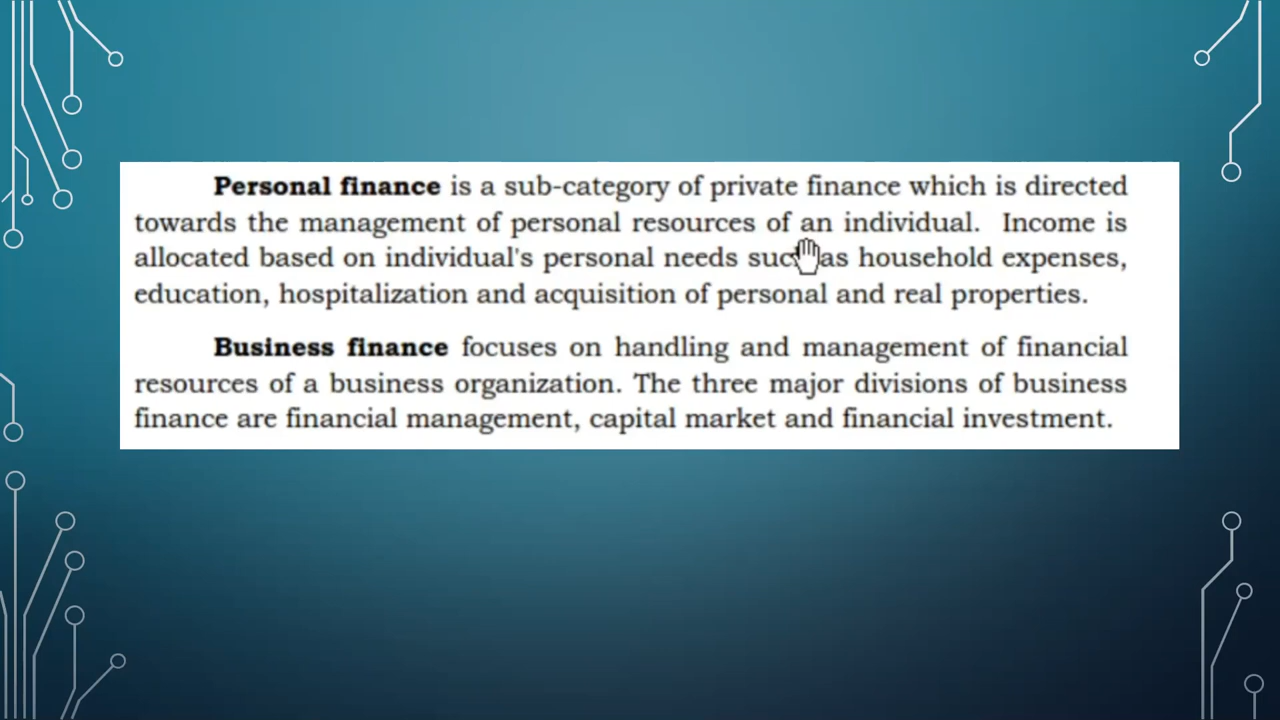 Personal finance is a sub-category of private finance which is directed
towards the management of personal resources of an individual. Income is
allocated based on individual's personal needs such as household expenses,
education, hospitalization and acquisition of personal and real properties.
Business finance focuses on handling and management of financial
resources of a business organization. The three major divisions of business
finance are financial management, capital market and financial investment.